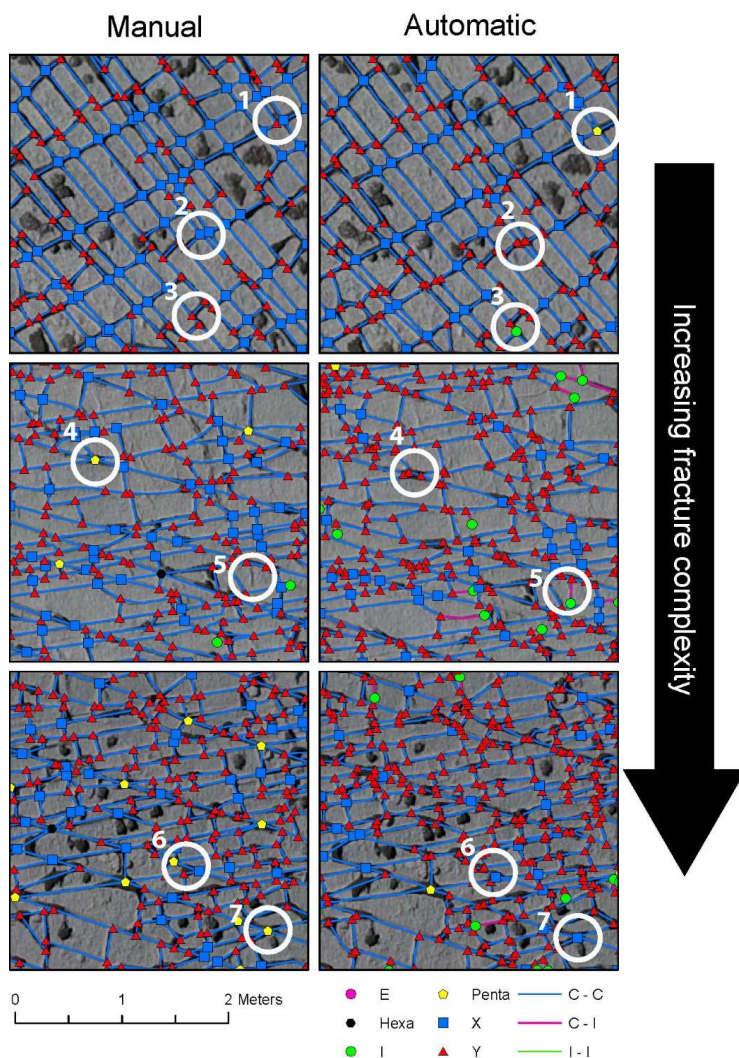 Manual Automatic
1 1
2 2
3 3
4 4
5 5
6 6
7 7
Increasing fracture complexity
0 1 2 Meters
E Penta C - C
Hexa X C - I
I Y I - I